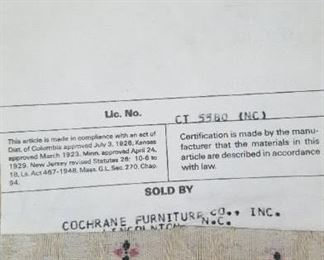 Lic. No.
CT 5580 (NC)
This article is made in compliance with an act of
Dist. of Columbia approved July 3, 1926, Kansas
approved March 1923, Minn. approved April 24,
1929. New Jersey revised Statutes 26: 10-6 to
18, La. Act 467-1948, Mass. G.L. Sec. 270, Chap.
94.
Certification is made by the manu-
facturer that the materials in this
article are described in accordance
with law.
SOLD BY
COCHRANE FURNITURE CO., INC.
LINCOLNTON N.C.